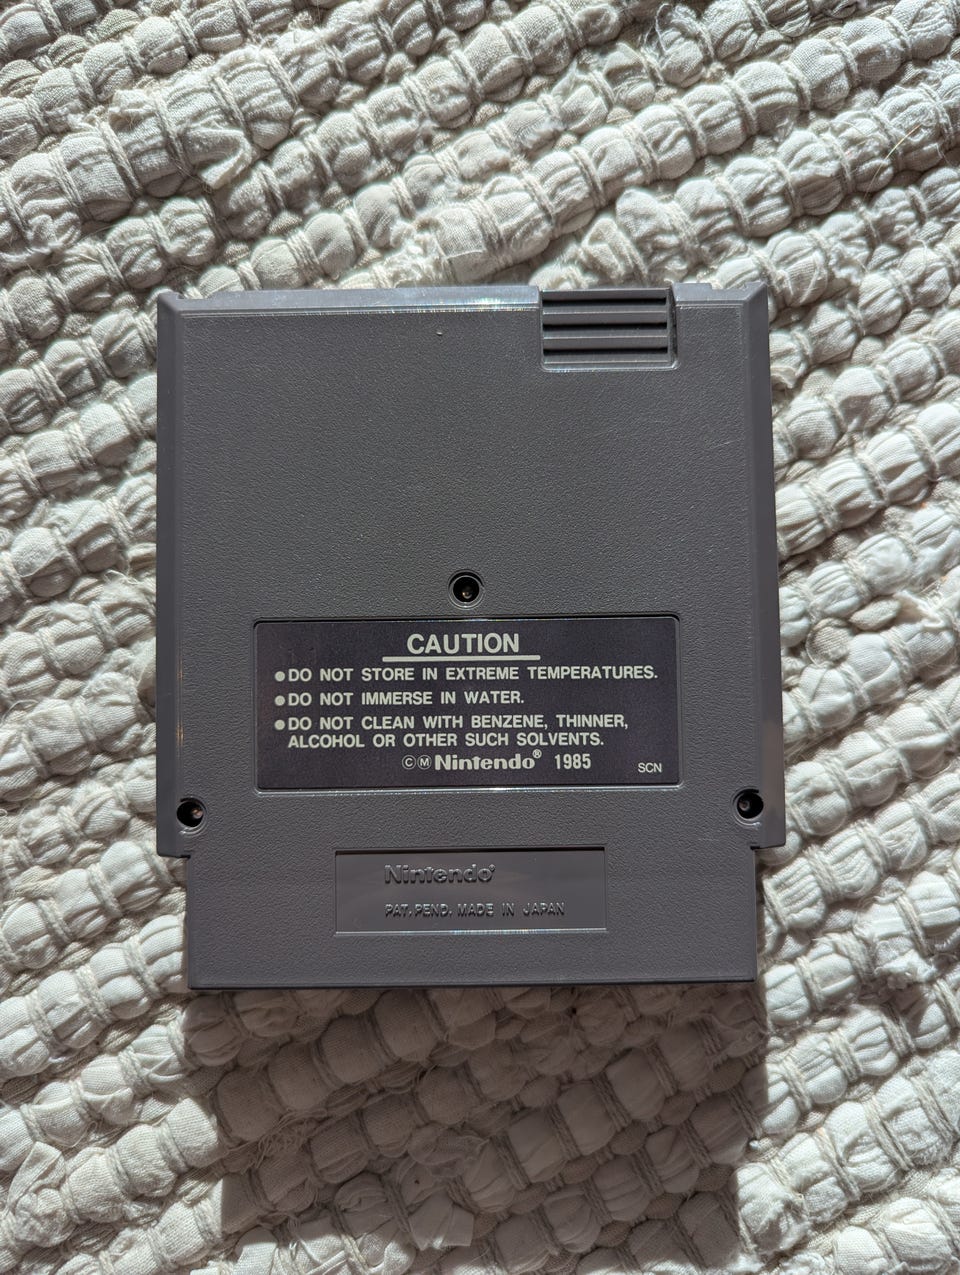 CAUTION
●DO NOT STORE IN EXTREME TEMPERATURES.
●DO NOT IMMERSE IN WATER.
●DO NOT CLEAN WITH BENZENE, THINNER,
ALCOHOL OR OTHER SUCH SOLVENTS.
ⒸⓂNintendo® 1985 SCN
Nintendo®
PAT. PEND. MADE IN JAPAN